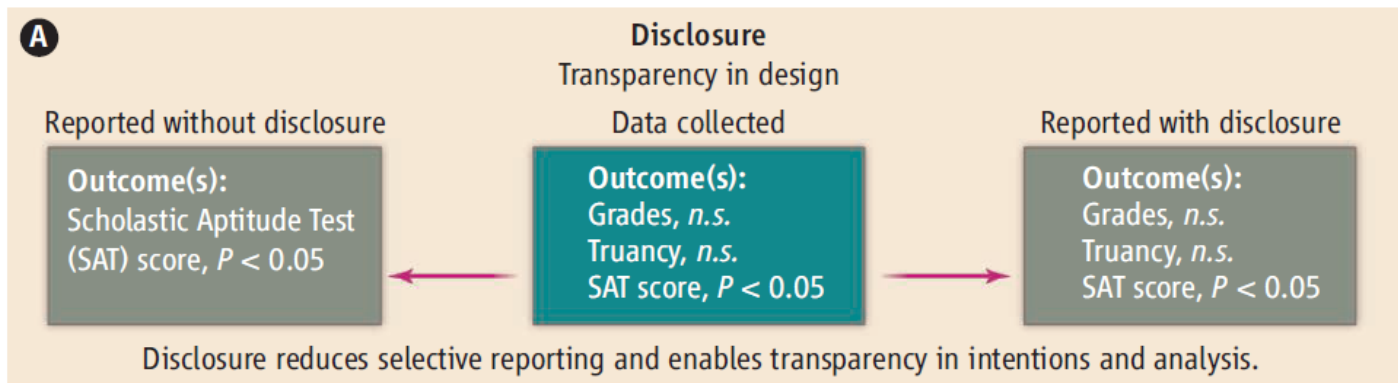 A
Disclosure
Transparency in design
Reported without disclosure
Outcome(s):
Scholastic Aptitude Test
(SAT) score, P < 0.05
Data collected
Outcome(s):
Grades, n.s.
Truancy, n.s.
SAT score, P < 0.05
Reported with disclosure
Outcome(s):
Grades, n.s.
Truancy, n.s.
SAT score, P < 0.05
Disclosure reduces selective reporting and enables transparency in intentions and analysis.